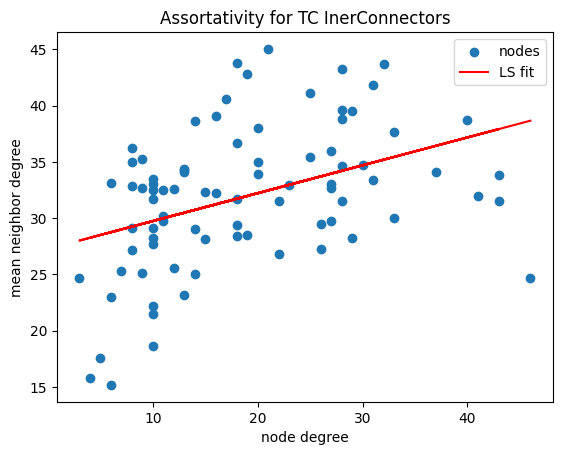 Assortativity for TC InerConnectors
nodes
LS fit
45
40
35
30
25
20
15
mean neighbor degree
10
20
30
40
node degree